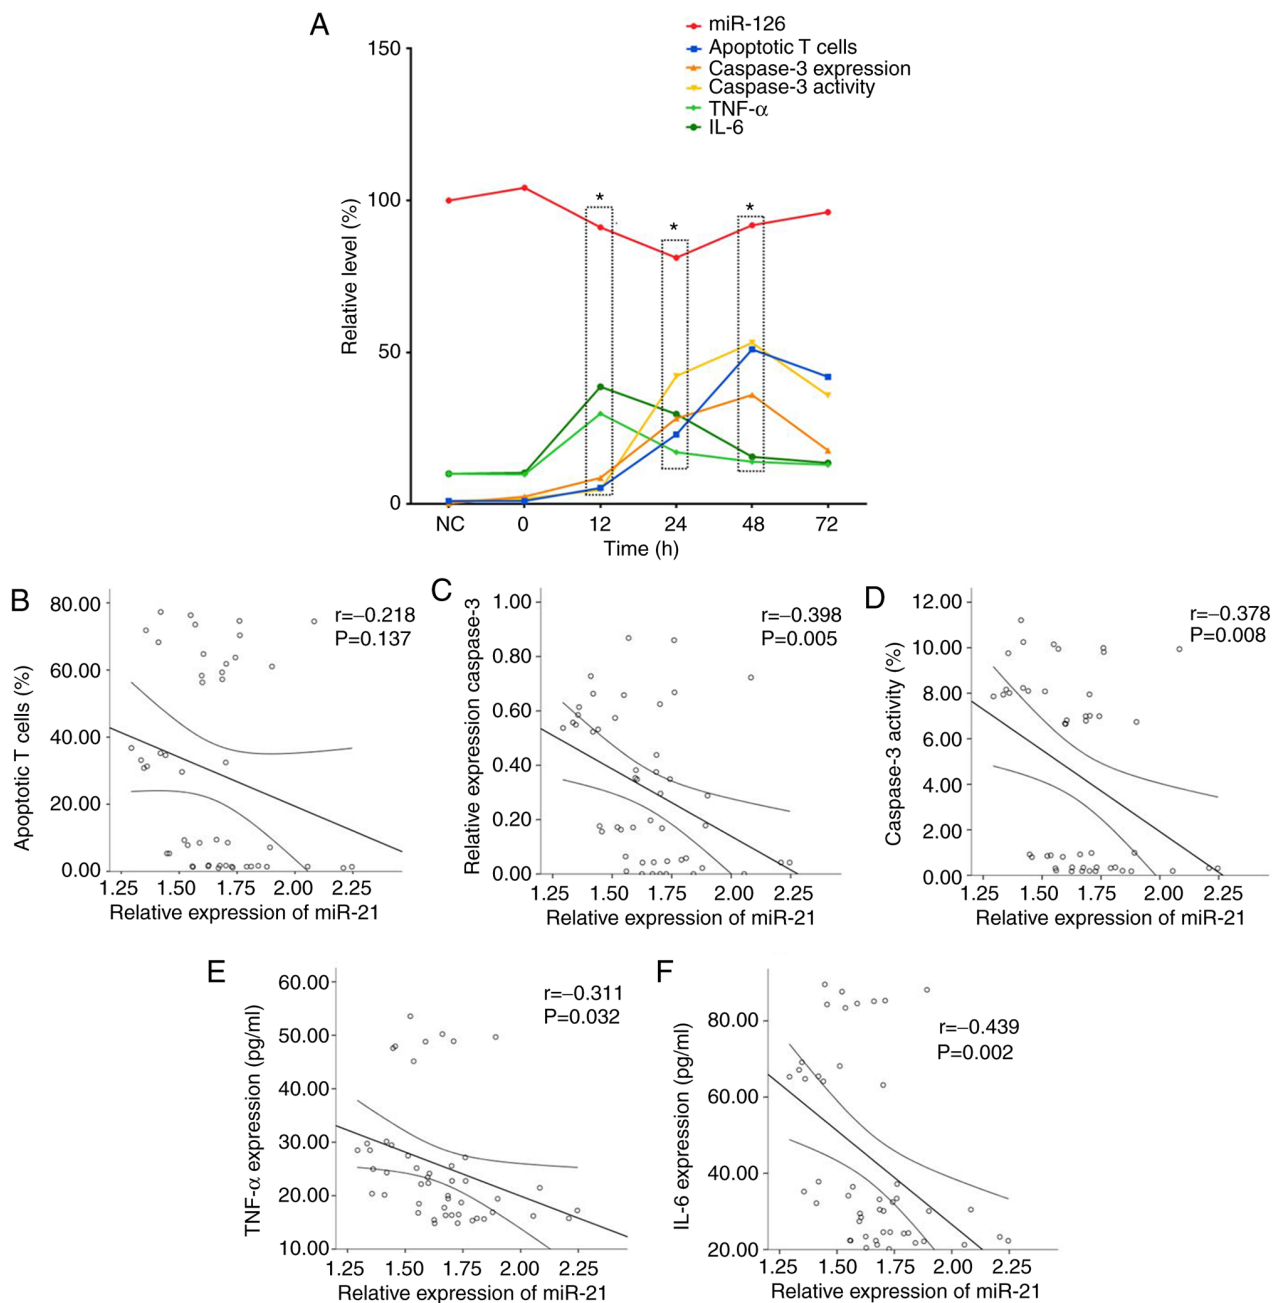 A
miR-126
Apoptotic T cells
Caspase-3 expression
Caspase-3 activity
TNF-α
IL-6
150
100
50
0
Relative level (%)
* * *
NC 0 12 24 48 72
Time (h)
B
80.00
60.00
40.00
20.00
0.00
Apoptotic T cells (%)
r=−0.218
P=0.137
1.25 1.50 1.75 2.00 2.25
Relative expression of miR-21
C
1.00
0.80
0.60
0.40
0.20
0.00
Relative expression caspase-3
r=−0.398
P=0.005
1.25 1.50 1.75 2.00 2.25
Relative expression of miR-21
D
12.00
10.00
8.00
6.00
4.00
2.00
0.00
Caspase-3 activity (%)
r=−0.378
P=0.008
1.25 1.50 1.75 2.00 2.25
Relative expression of miR-21
E
60.00
50.00
40.00
30.00
20.00
10.00
TNF-α expression (pg/ml)
r=−0.311
P=0.032
1.25 1.50 1.75 2.00 2.25
Relative expression of miR-21
F
80.00
60.00
40.00
20.00
IL-6 expression (pg/ml)
r=−0.439
P=0.002
1.25 1.50 1.75 2.00 2.25
Relative expression of miR-21